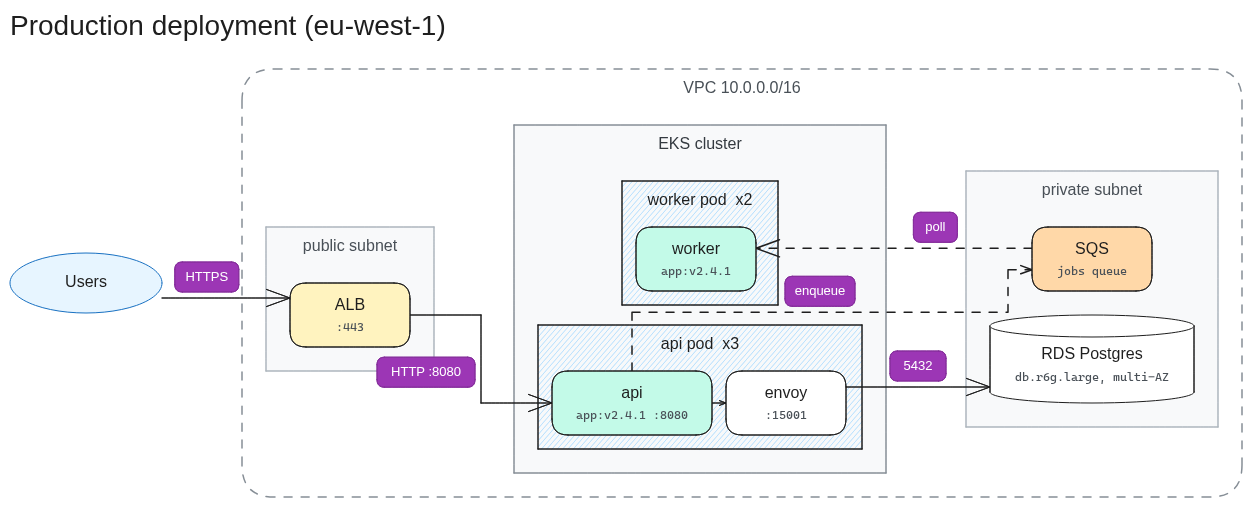 Production deployment (eu-west-1)
VPC 10.0.0.0/16
EKS cluster
worker pod x2
worker
app:v2.4.1
private subnet
poll
SQS
jobs queue
public subnet
Users
HTTPS
ALB
:443
enqueue
HTTP :8080
api pod x3
api
app:v2.4.1 :8080
envoy
:15001
5432
RDS Postgres
db.r6g.large, multi-AZ